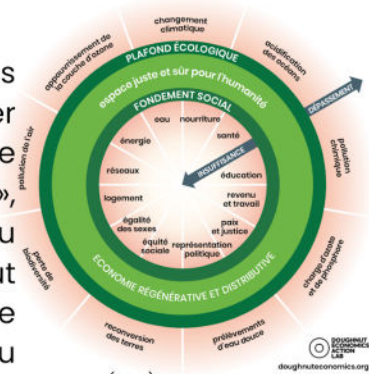 changement
climatique
appauvrissement de
la couche d'ozone
acidification
des océans
PLAFOND ÉCOLOGIQUE
espace juste et sûr pour l'humanité
FONDEMENT SOCIAL
DÉPASSEMENT
eau
nourriture
énergie
santé
INSUFFISANCE
pollution de l'air
pollution
chimique
réseaux
éducation
logement
revenu
et travail
égalité
des sexes
paix
et justice
équité
sociale
représentation
politique
ÉCONOMIE RÉGÉNÉRATIVE ET DISTRIBUTIVE
perte de
biodiversité
charge d'azote
et de phosphore
reconversion
des terres
prélèvements
d'eau douce
DOUGHNUT
ECONOMICS
ACTION
LAB
doughnuteconomics.org
s
er
e
»,
u
ut
e
u